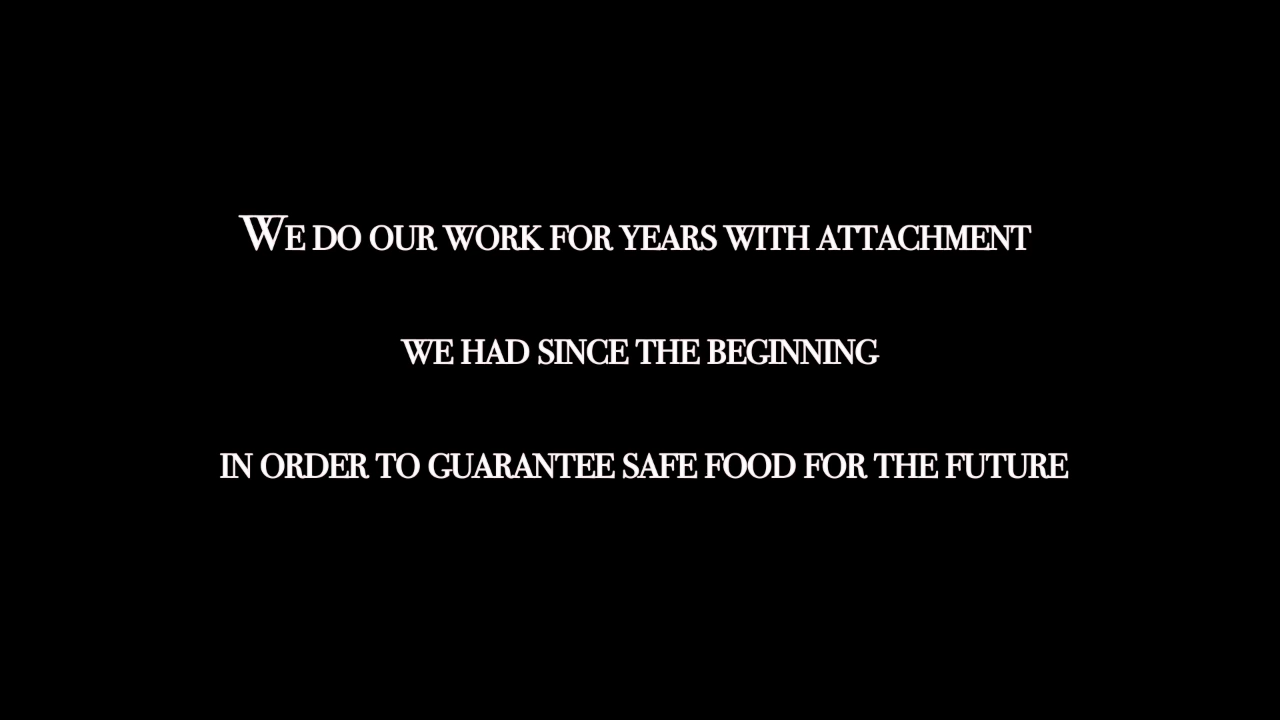 We do our work for years with attachment
we had since the beginning
in order to guarantee safe food for the future